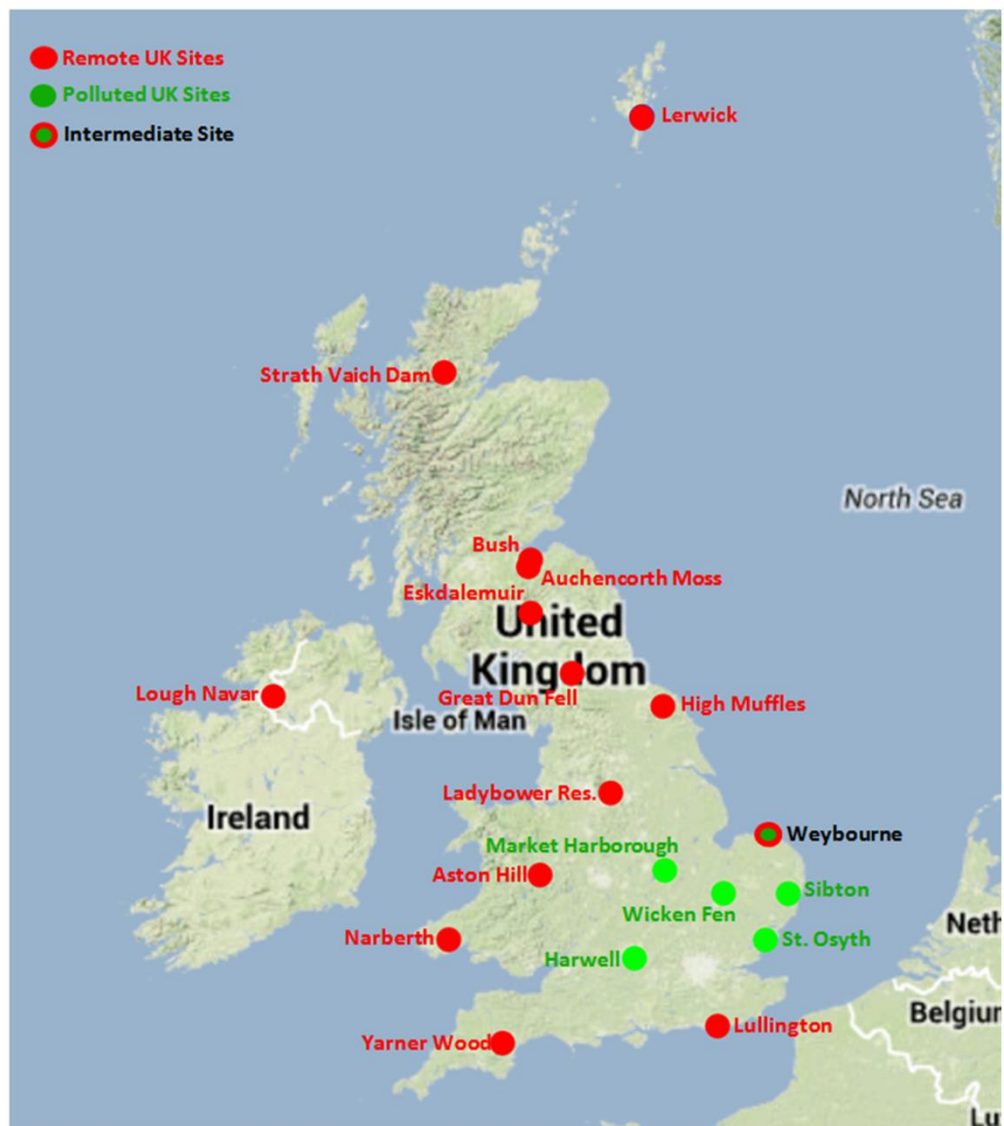 Remote UK Sites
Polluted UK Sites
Intermediate Site
Lerwick
Strath Vaich Dam
North Sea
Bush
Auchencorth Moss
Eskdalemuir
United
Kingdom
Great Dun Fell
Lough Navar
High Muffles
Isle of Man
Ladybower Res.
Ireland
Weybourne
Market Harborough
Aston Hill
Sibton
Wicken Fen
Neth
Narberth
St. Osyth
Harwell
Belgiur
Lullington
Yarner Wood
Lu